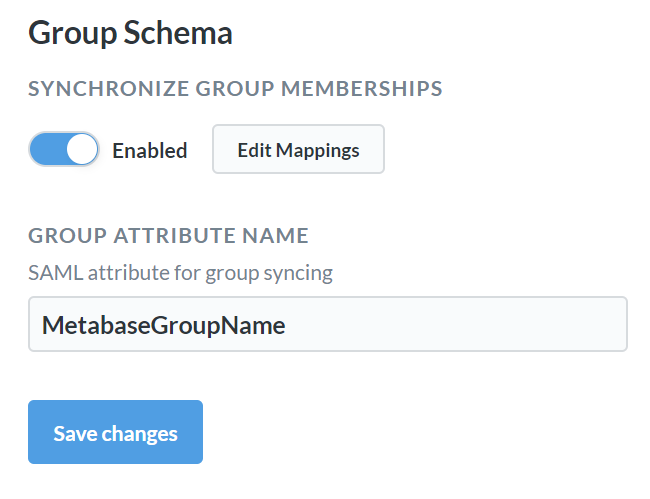 Group Schema
SYNCHRONIZE GROUP MEMBERSHIPS
Enabled
Edit Mappings
GROUP ATTRIBUTE NAME
SAML attribute for group syncing
MetabaseGroupName
Save changes